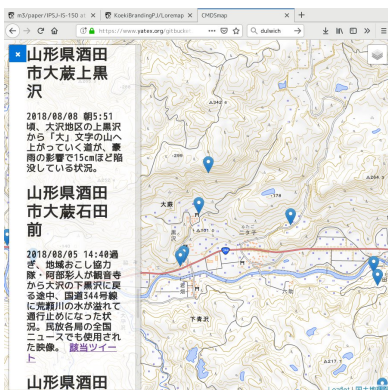 m5/paper/IPSJ-IS-150 at
KoekiBrandingPJ/Loremap
CMDSmap
https://www.yatex.org/gitbucket
dulwich
山形県酒田
市大蔵上黒
沢
2018/08/08 朝5:51
頃、大沢地区の上黒沢
から「大」文字の山へ
上がっていく道が、豪
雨の影響で15cmほど陥
没している状況。
山形県酒田
市大蔵石田
前
2018/08/05 14:40過
ぎ、地域おこし協力
隊・阿部彩人が観音寺
から大沢の下黒沢に戻
る途中、国道344号線
に荒瀬川の水が溢れて
通行止めになった状
況。民放各局の全国
ニュースでも使用され
た映像。 該当ツイー
ト
山形県酒田
大蔵
下青沢
Leaflet | 国土地理